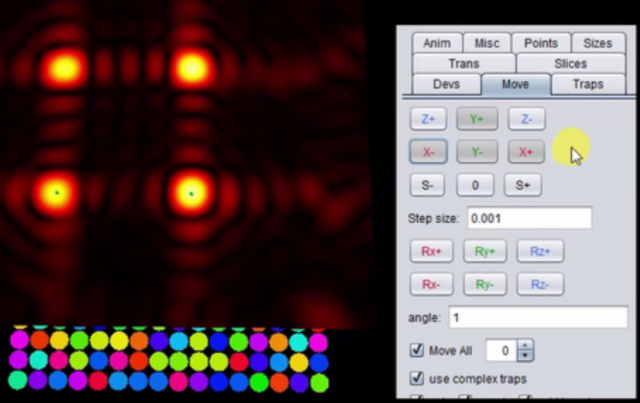 Anim Misc Points Sizes
Trans Slices
Devs Move Traps
Z+ Y+ Z-
X- Y- X+
S- 0 S+
Step size: 0.001
Rx+ Ry+ Rz+
Rx- Ry- Rz-
angle: 1
Move All 0
use complex traps